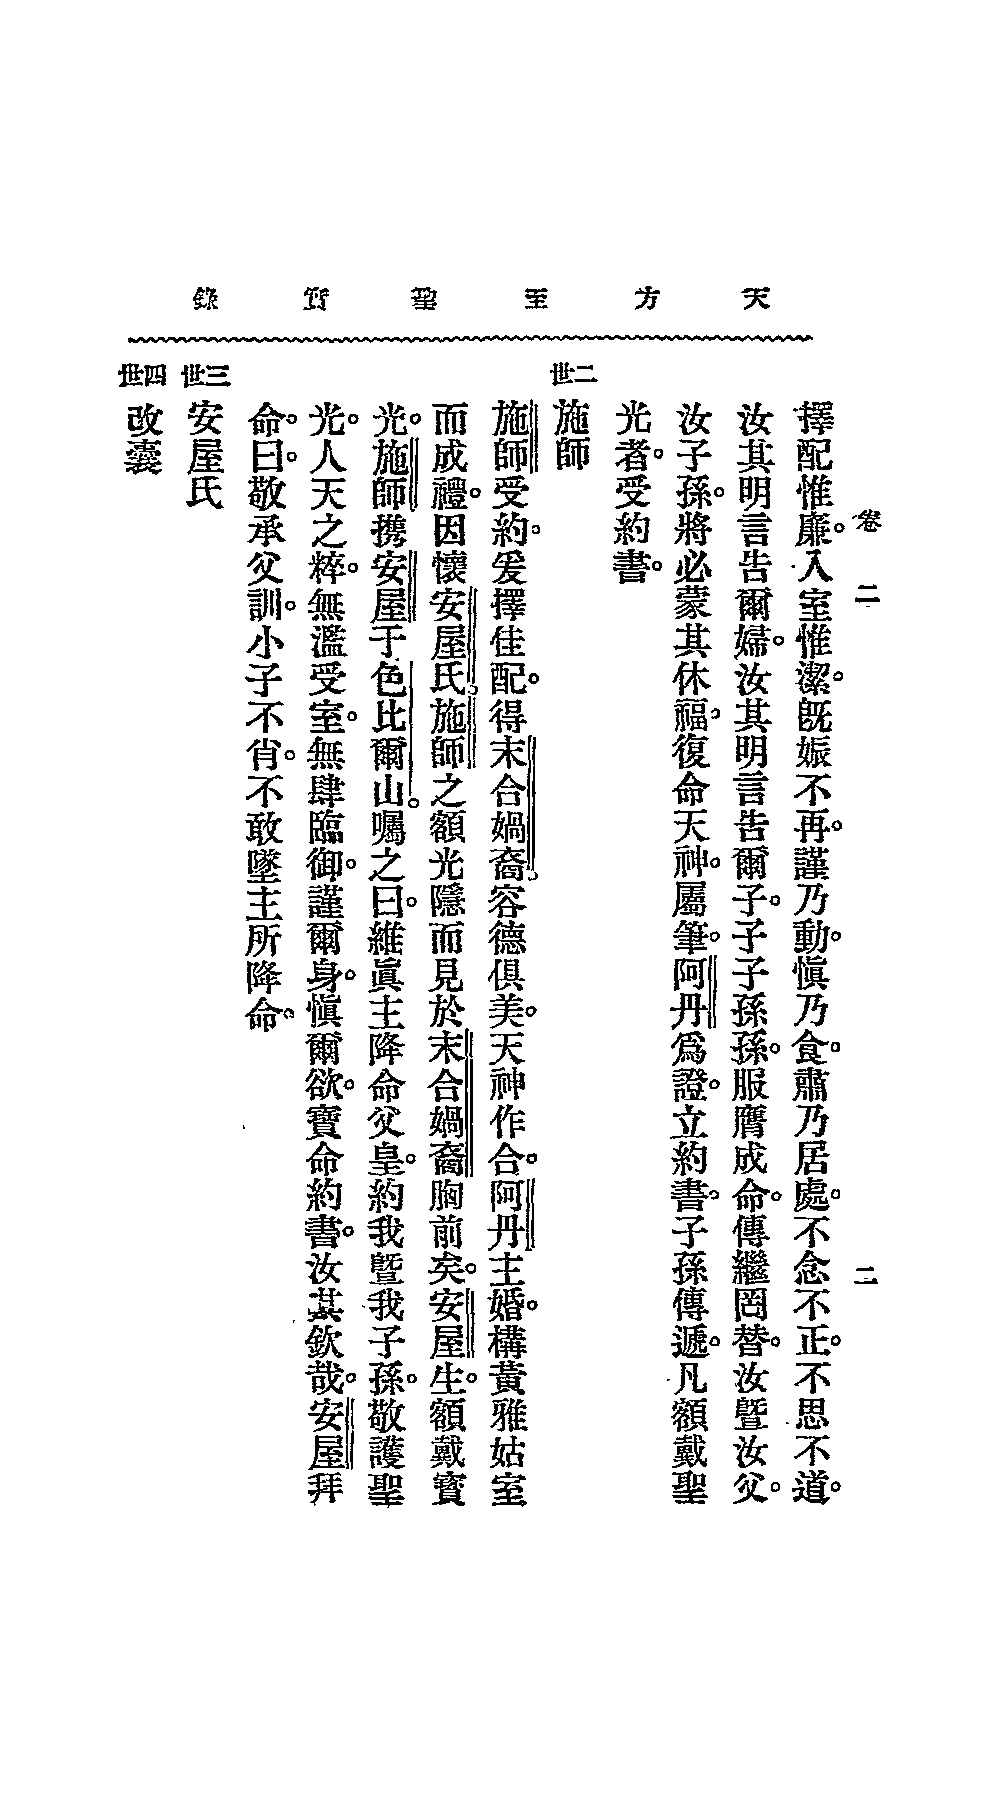 天方至聖實錄
卷二 二
擇配惟廉。入室惟潔。既娠不再。謹乃動。慎乃食。肅乃居處。不念不正。不思不道。
汝其明言告爾婦。汝其明言告爾子。子子孫孫。服膺成命。傳繼罔替。汝暨汝父。
汝子孫。將必蒙其休福。復命天神。屬筆。阿丹爲證。立約書。子孫傳遞。凡額戴聖
光者。受約書。
二世 施師
施師受約。爰擇佳配。得末合媧裔。容德俱美。天神作合。阿丹主婚。構黃雅姑室
而成禮。因懷安屋氏。施師之額光隱而見於末合媧裔胸前矣。安屋生。額戴寶
光。施師携安屋于色比爾山。囑之曰。維眞主降命父皇。約我暨我子孫。敬護聖
光。人天之粹。無濫受室。無肆臨御。謹爾身。慎爾欲。寶命約書。汝其欽哉。安屋拜
命。曰。敬承父訓。小子不肖。不敢墜主所降命。
三世 安屋氏
四世 改囊